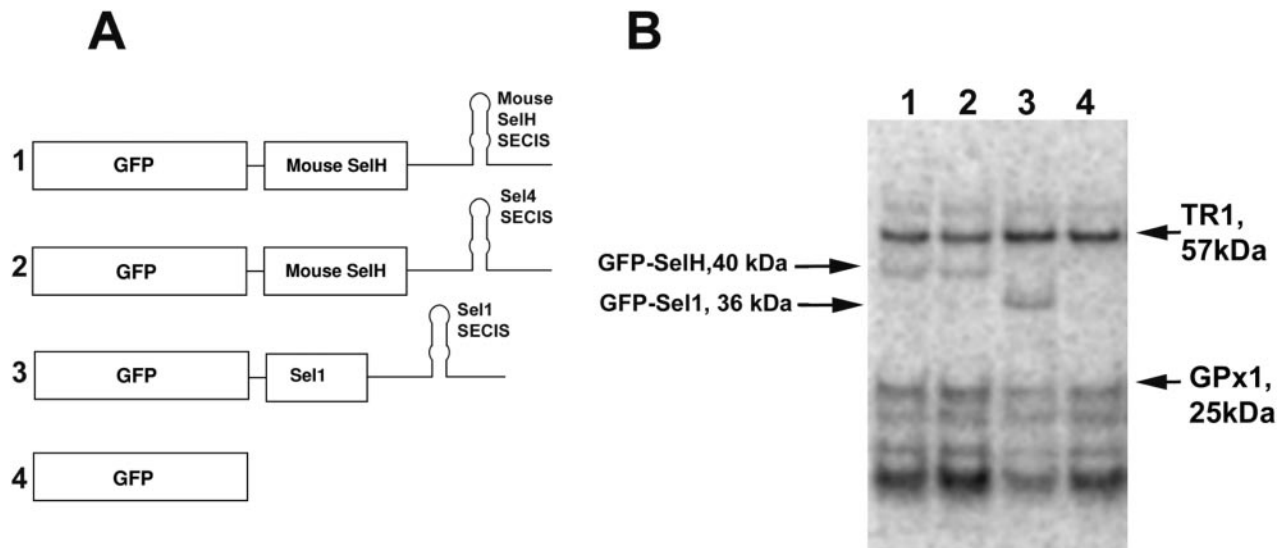 A
1
GFP
Mouse SelH
Mouse
SelH
SECIS
2
GFP
Mouse SelH
Sel4
SECIS
3
GFP
Sel1
Sel1
SECIS
4
GFP
B
1 2 3 4
TR1,
57kDa
GFP-SelH,40 kDa
GFP-Sel1, 36 kDa
GPx1,
25kDa